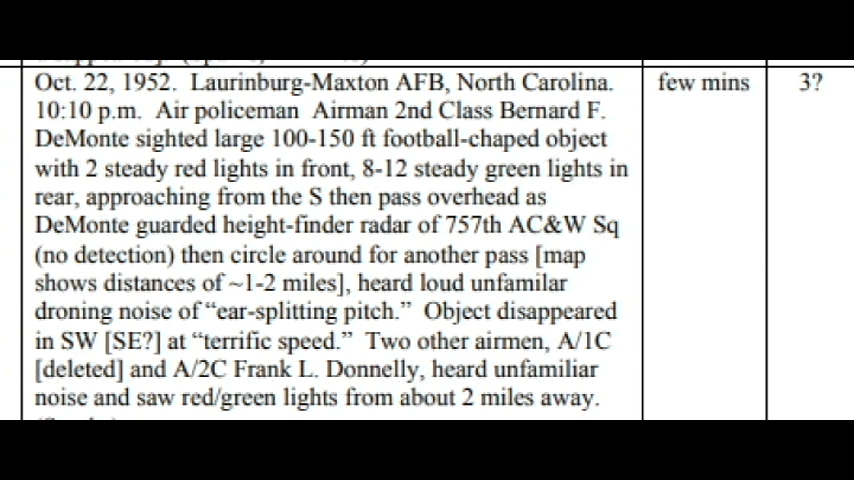 Oct. 22, 1952. Laurinburg-Maxton AFB, North Carolina. few mins 3?
10:10 p.m. Air policeman Airman 2nd Class Bernard F.
DeMonte sighted large 100-150 ft football-chaped object
with 2 steady red lights in front, 8-12 steady green lights in
rear, approaching from the S then pass overhead as
DeMonte guarded height-finder radar of 757th AC&W Sq
(no detection) then circle around for another pass [map
shows distances of ~1-2 miles], heard loud unfamilar
droning noise of “ear-splitting pitch.” Object disappeared
in SW [SE?] at “terrific speed.” Two other airmen, A/1C
[deleted] and A/2C Frank L. Donnelly, heard unfamiliar
noise and saw red/green lights from about 2 miles away.